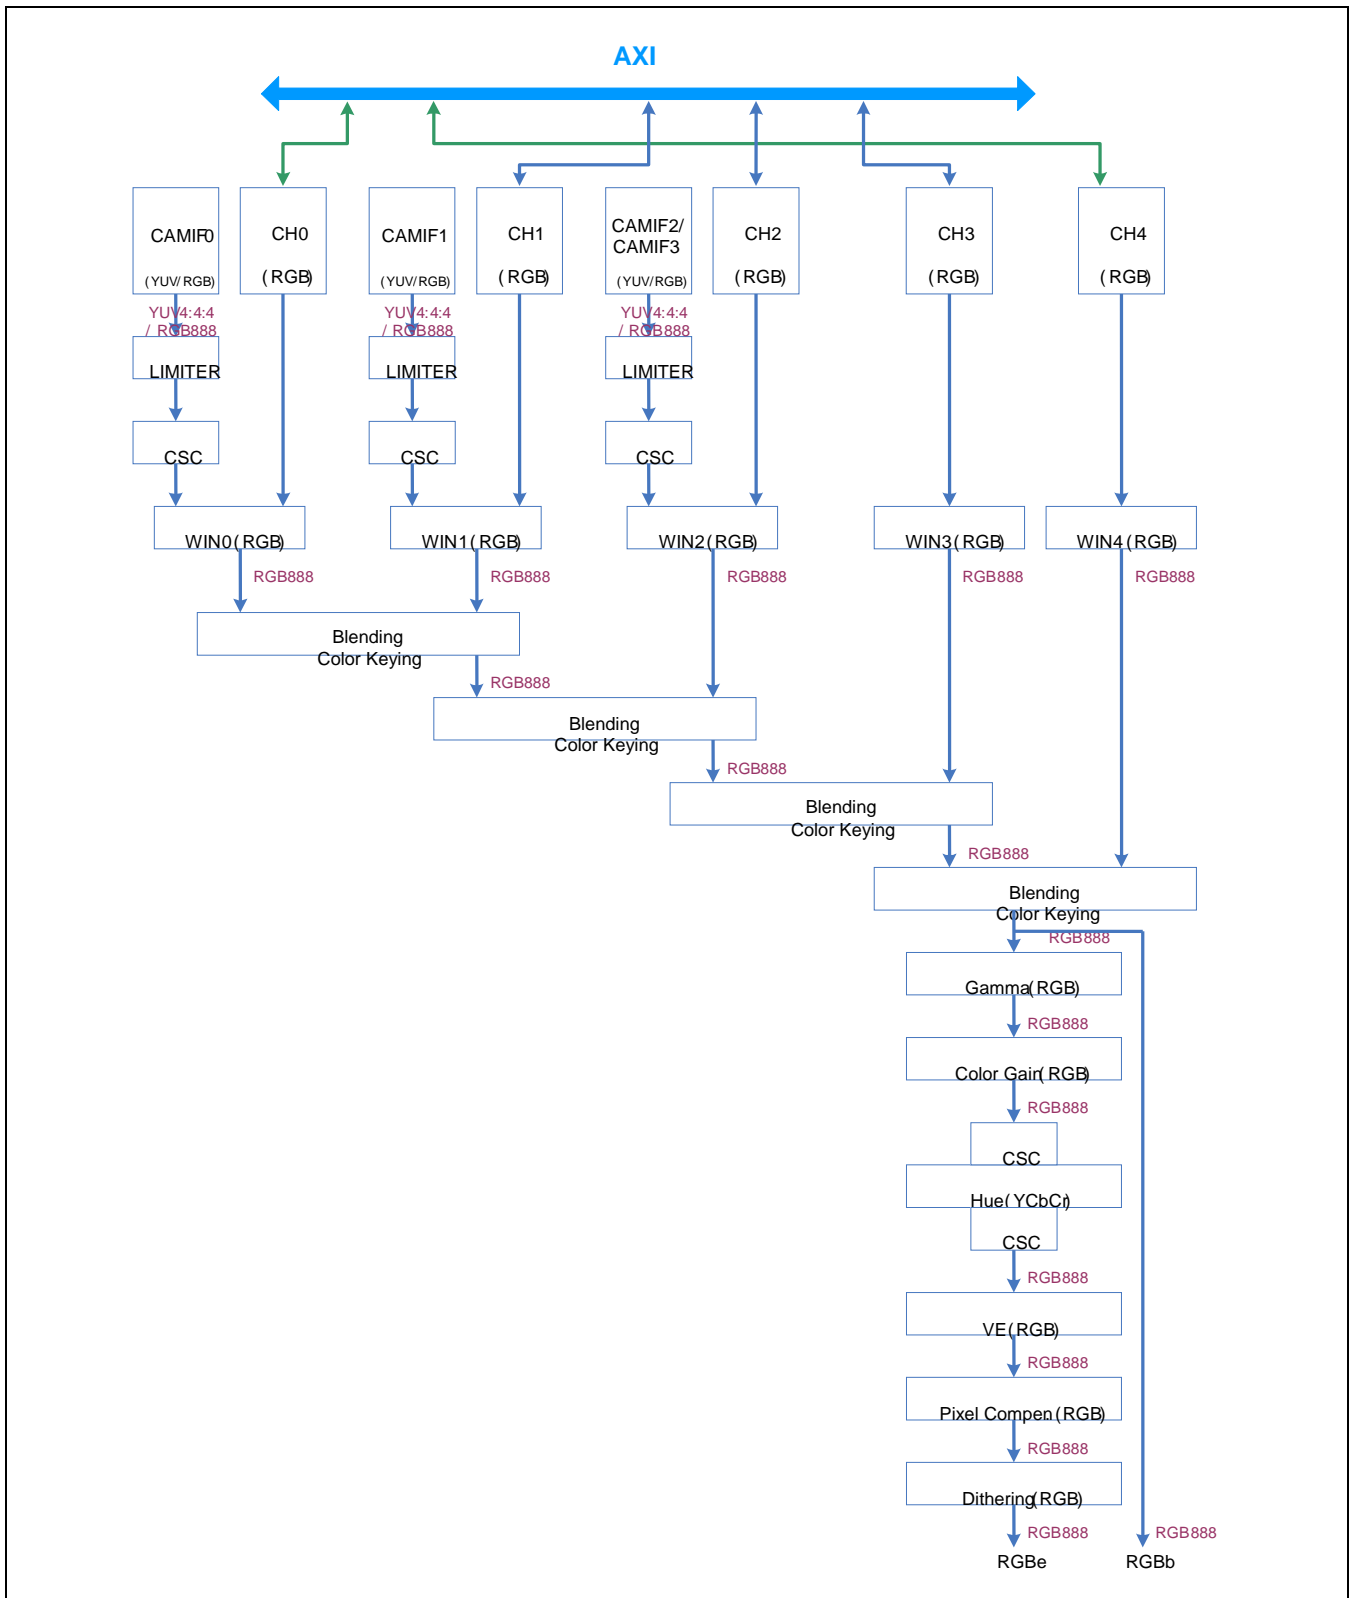 AXI
CAMIF0
(YUV/RGB)
CH0
(RGB)
CAMIF1
(YUV/RGB)
CH1
(RGB)
CAMIF2/
CAMIF3
(YUV/RGB)
CH2
(RGB)
CH3
(RGB)
CH4
(RGB)
YUV4:4:4
/ RGB888
YUV4:4:4
/ RGB888
YUV4:4:4
/ RGB888
LIMITER
LIMITER
LIMITER
CSC
CSC
CSC
WIN0(RGB)
WIN1(RGB)
WIN2(RGB)
WIN3(RGB)
WIN4(RGB)
RGB888
RGB888
RGB888
RGB888
RGB888
Blending
Color Keying
RGB888
Blending
Color Keying
RGB888
Blending
Color Keying
RGB888
Blending
Color Keying
RGB888
Gamma(RGB)
RGB888
Color Gain(RGB)
RGB888
CSC
Hue(YCbCr)
CSC
RGB888
VE(RGB)
RGB888
Pixel Compen.(RGB)
RGB888
Dithering(RGB)
RGB888
RGB888
RGBe
RGBb